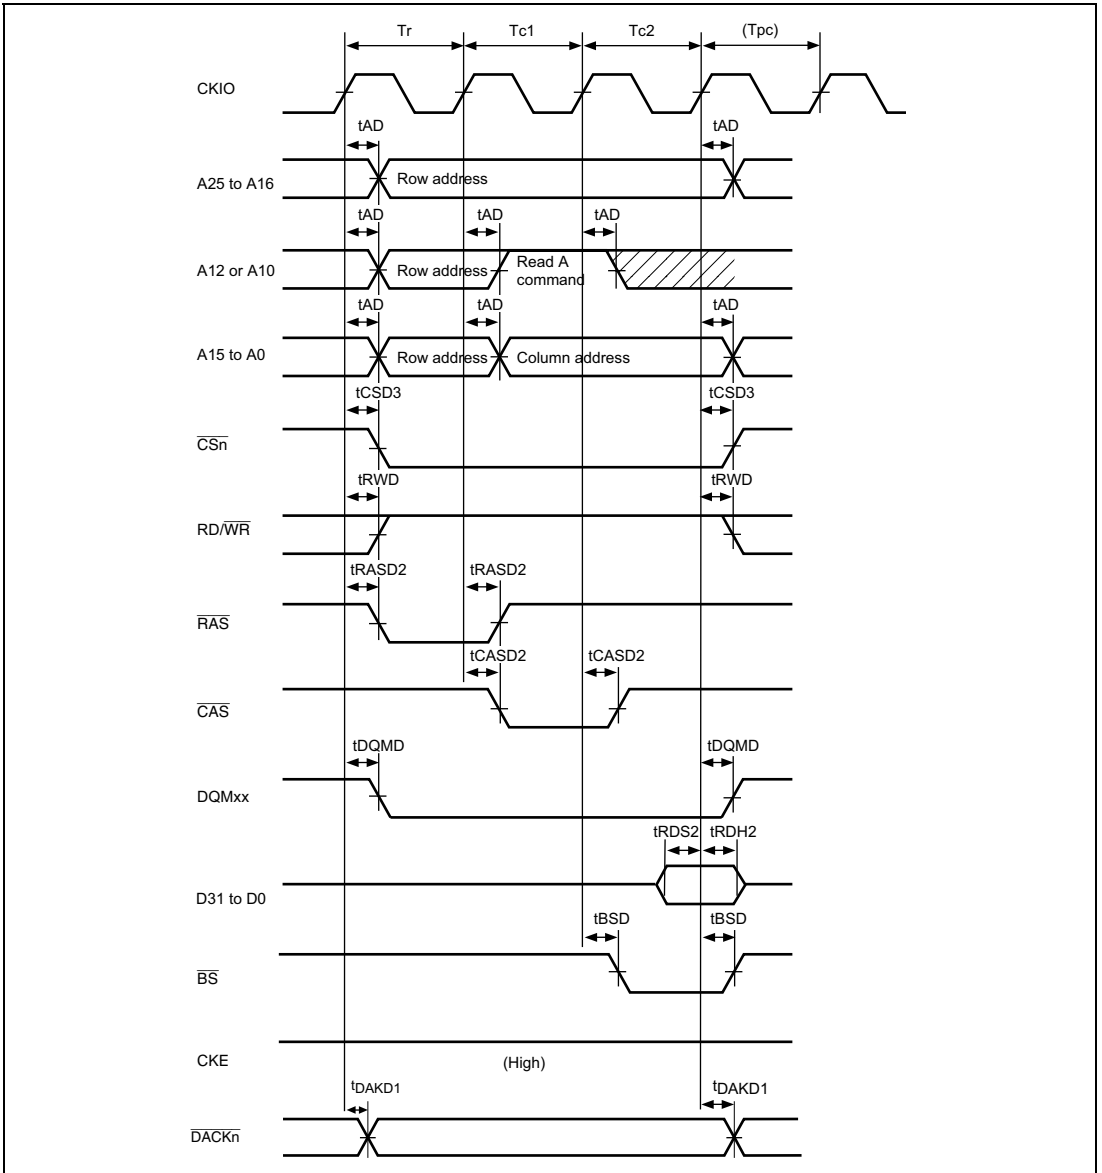 Tr Tc1 Tc2 (Tpc)
CKIO
tAD tAD
A25 to A16 Row address
tAD tAD tAD
A12 or A10 Row address Read A command
tAD tAD tAD
A15 to A0 Row address Column address
tCSD3 tCSD3
CSn
tRWD tRWD
RD/WR
tRASD2 tRASD2
RAS
tCASD2 tCASD2
CAS
tDQMD tDQMD
DQMxx
tRDS2 tRDH2
D31 to D0
tBSD tBSD
BS
CKE (High)
tDAKD1 tDAKD1
DACKn